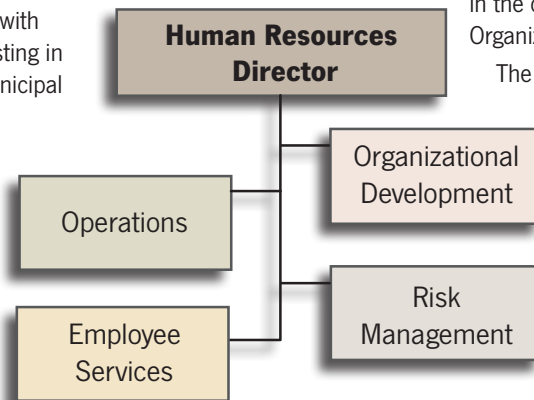 with
sting in
nicipal
in the
Organiz
The
Human Resources
Director
Organizational
Development
Operations
Risk
Management
Employee
Services